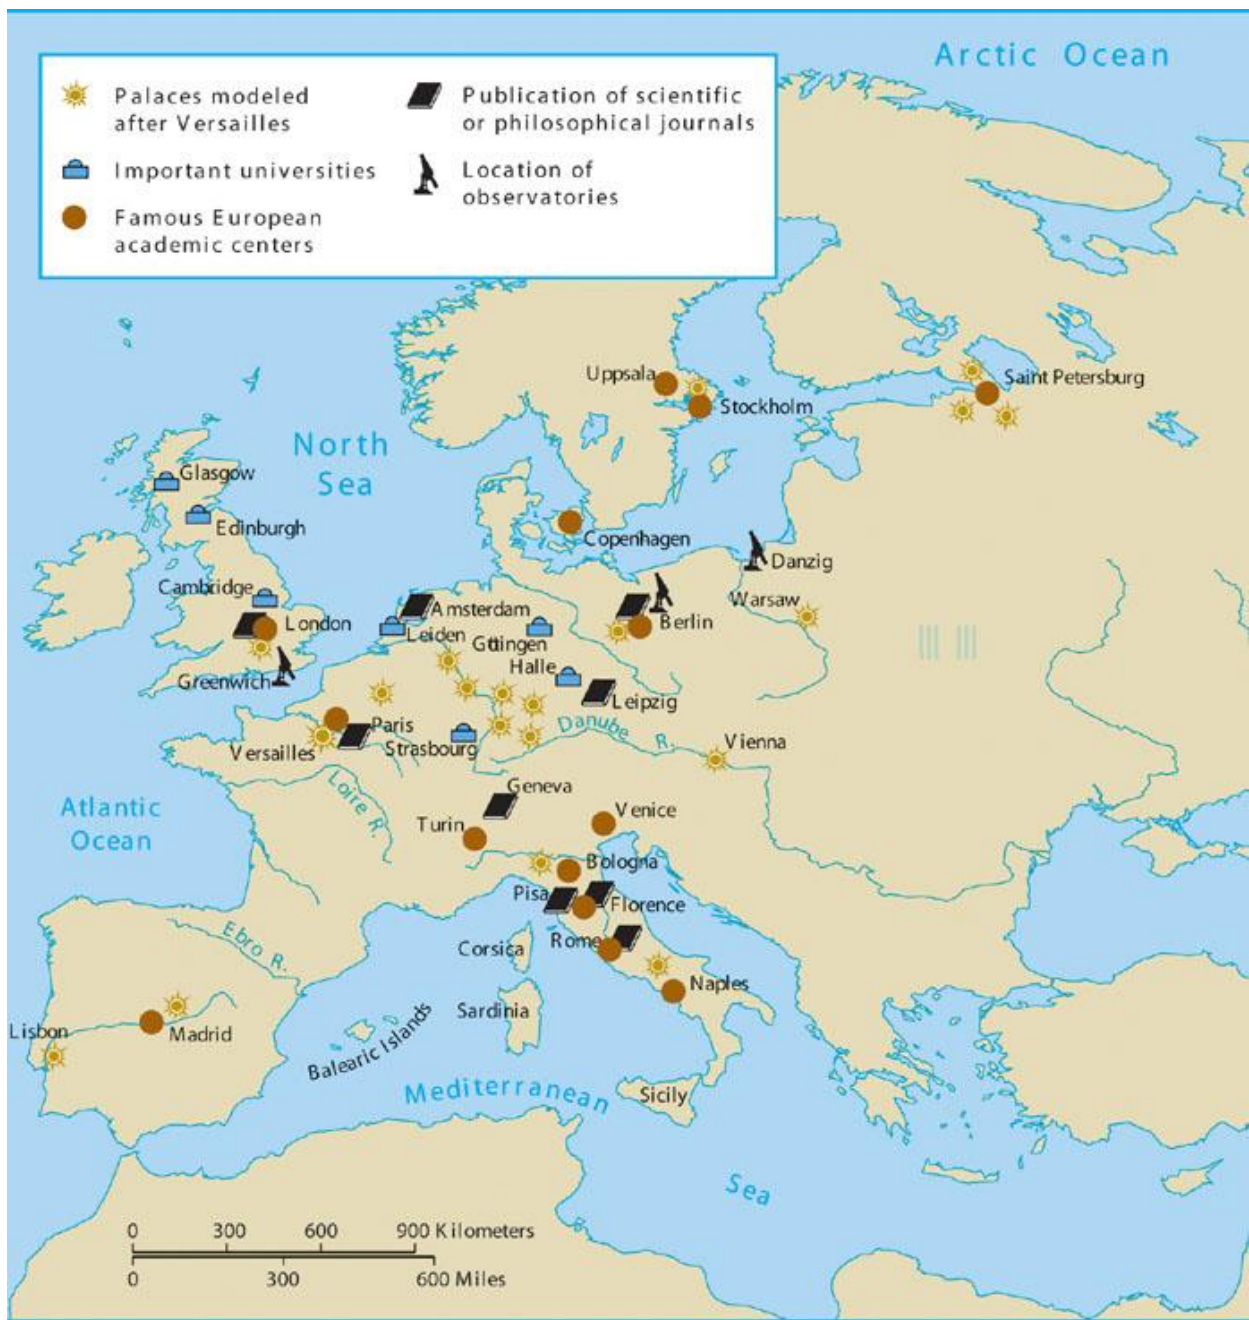 Arctic Ocean
Palaces modeled
after Versailles
Important universities
Famous European
academic centers
Publication of scientific
or philosophical journals
Location of
observatories
Uppsala
Stockholm
Saint Petersburg
North
Sea
Glasgow
Edinburgh
Copenhagen
Danzig
Cambridge
London
Greenwich
Amsterdam
Leiden
Göttingen
Halle
Berlin
Warsaw
Leipzig
Paris
Versailles
Strasbourg
Danube R.
Vienna
Loire R.
Atlantic
Ocean
Geneva
Turin
Venice
Bologna
Pisa
Florence
Ebro R.
Corsica
Rome
Naples
Sardinia
Lisbon
Madrid
Balearic Islands
Mediterranean
Sea
Sicily
0 300 600 900 Kilometers
0 300 600 Miles